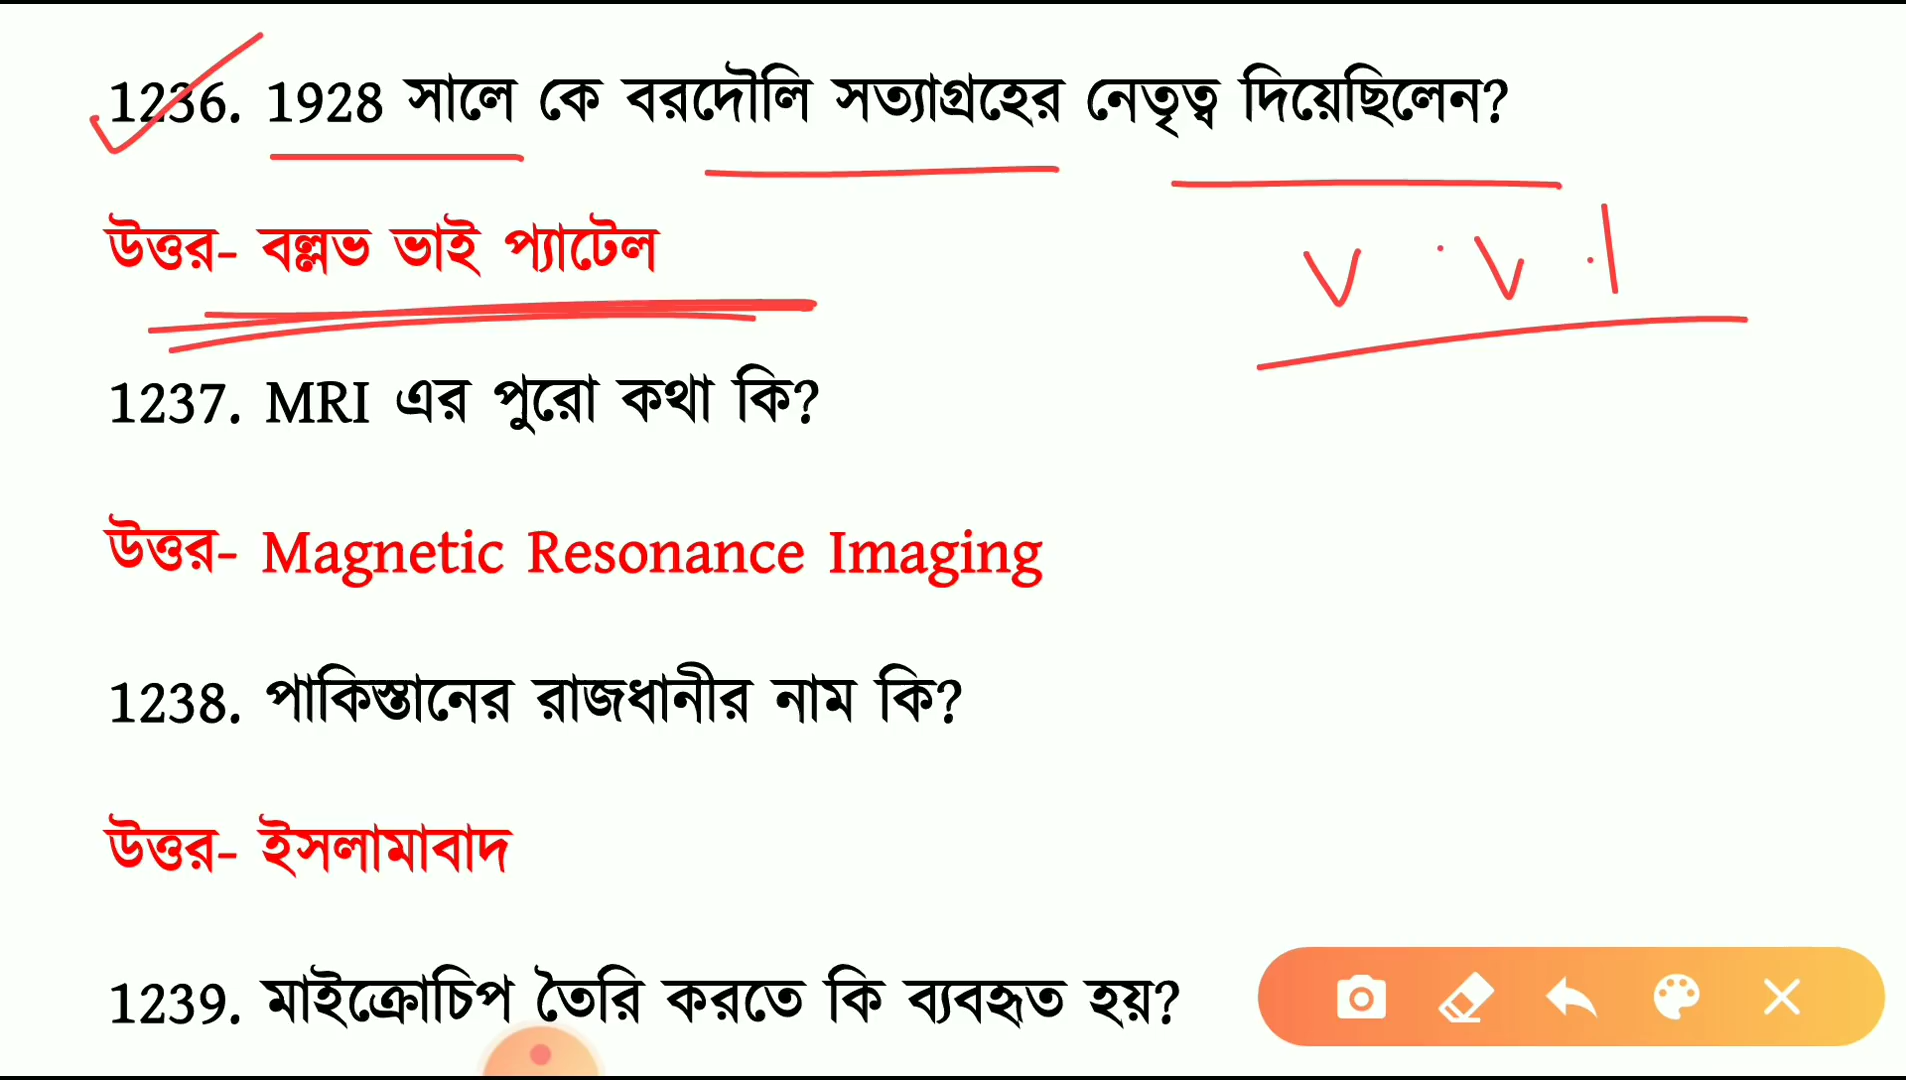 1236. 1928 সালে কে বরদৌলি সত্যাগ্রহের নেতৃত্ব দিয়েছিলেন?
উত্তর- বল্লভ ভাই প্যাটেল
v . v . I
1237. MRI এর পুরো কথা কি?
উত্তর- Magnetic Resonance Imaging
1238. পাকিস্তানের রাজধানীর নাম কি?
উত্তর- ইসলামাবাদ
1239. মাইক্রোচিপ তৈরি করতে কি ব্যবহৃত হয়?